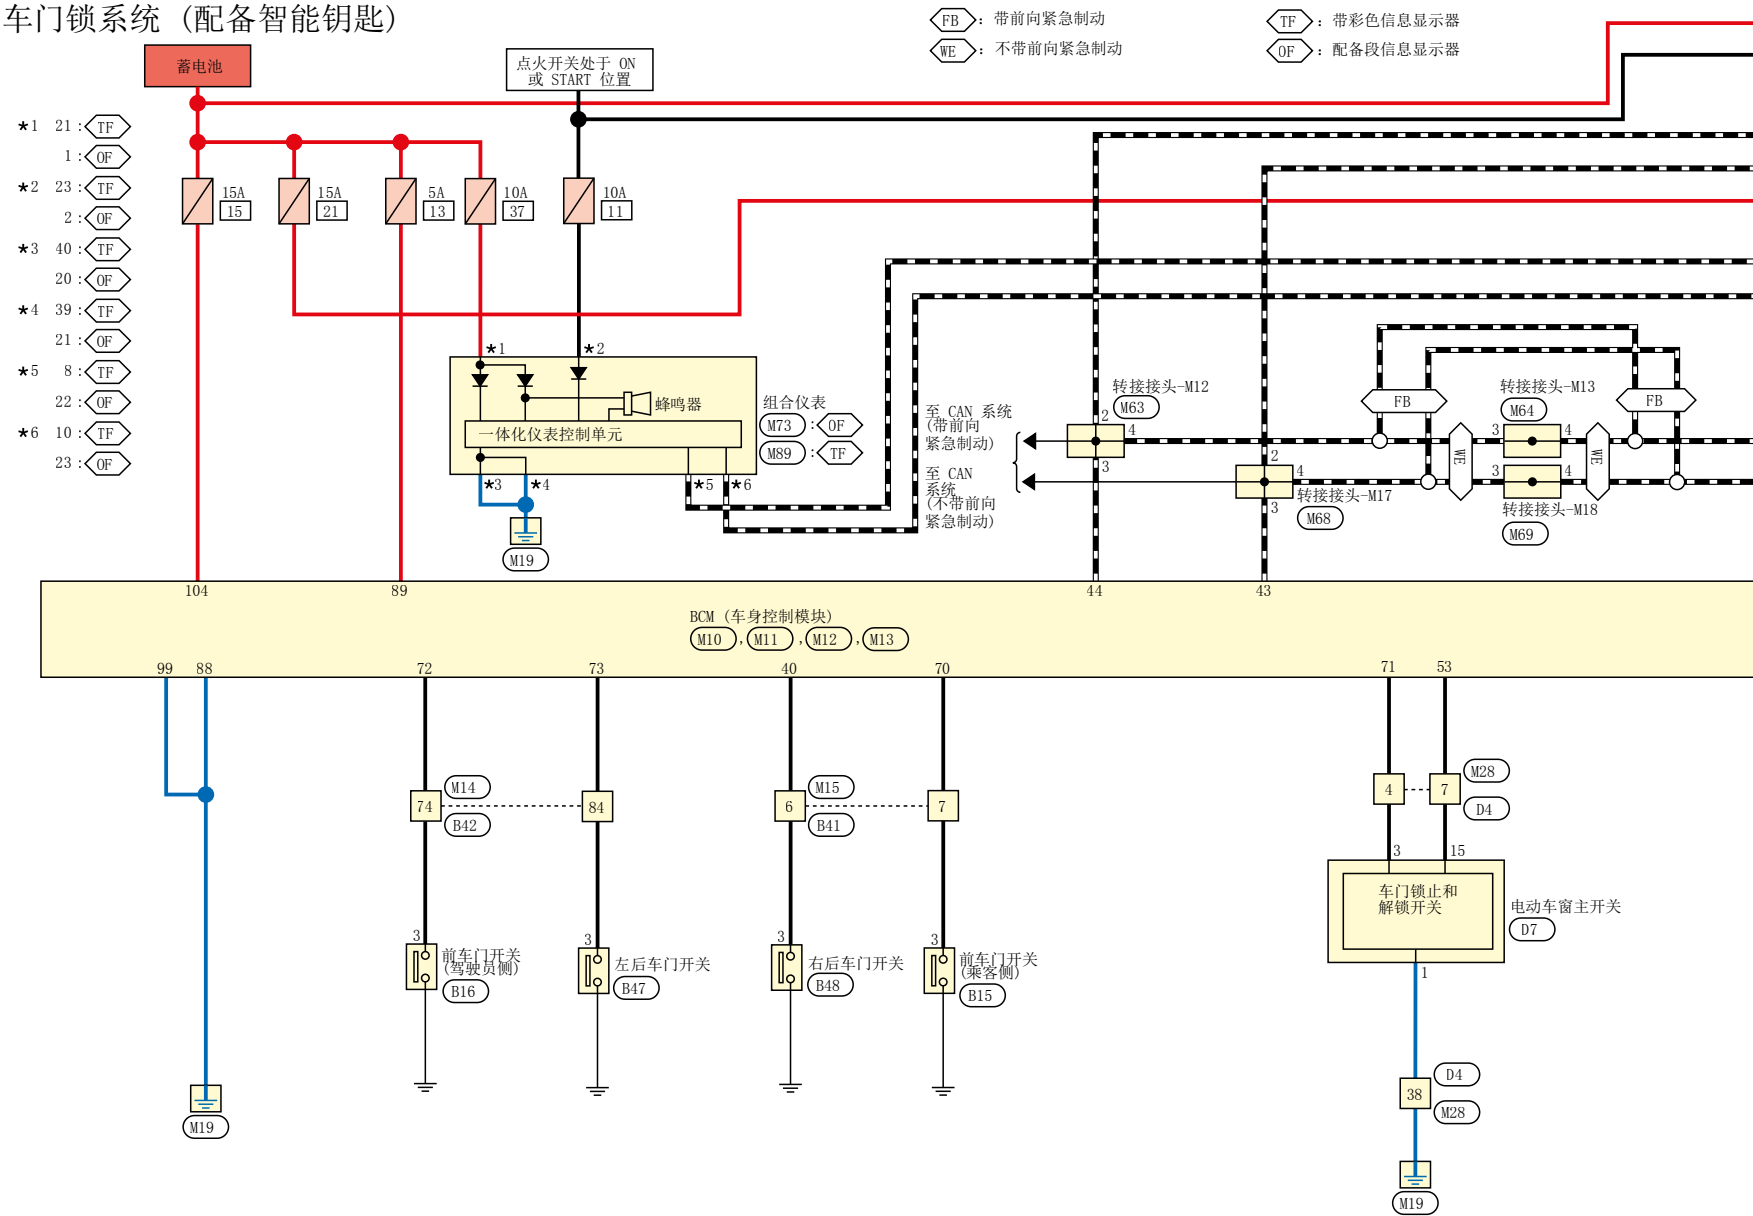 车门锁系统 (配备智能钥匙)
FB : 带前向紧急制动
WE : 不带前向紧急制动
TF : 带彩色信息显示器
OF : 配备段信息显示器
蓄电池
点火开关处于 ON
或 START 位置
★1 21 : TF
1 : OF
★2 23 : TF
2 : OF
★3 40 : TF
20 : OF
★4 39 : TF
21 : OF
★5 8 : TF
22 : OF
★6 10 : TF
23 : OF
15A
15
15A
21
5A
13
10A
37
10A
11
★1
★2
蜂鸣器
一体化仪表控制单元
组合仪表
M73 : OF
M89 : TF
★3
★4
★5
★6
M19
至 CAN 系统
(带前向
紧急制动)
至 CAN
系统
(不带前向
紧急制动)
转接接头-M12
M63
2
4
3
2
4
3
转接接头-M17
M68
FB
WE
转接接头-M13
M64
3
4
3
4
转接接头-M18
M69
WE
FB
104
89
44
43
BCM (车身控制模块)
M10 , M11 , M12 , M13
99
88
72
73
40
70
71
53
M14
74
84
B42
M15
6
7
B41
M28
4
7
D4
3
15
车门锁止和
解锁开关
电动车窗主开关
D7
1
3
前车门开关
(驾驶员侧)
B16
3
左后车门开关
B47
3
右后车门开关
B48
3
前车门开关
(乘客侧)
B15
D4
38
M28
M19
M19